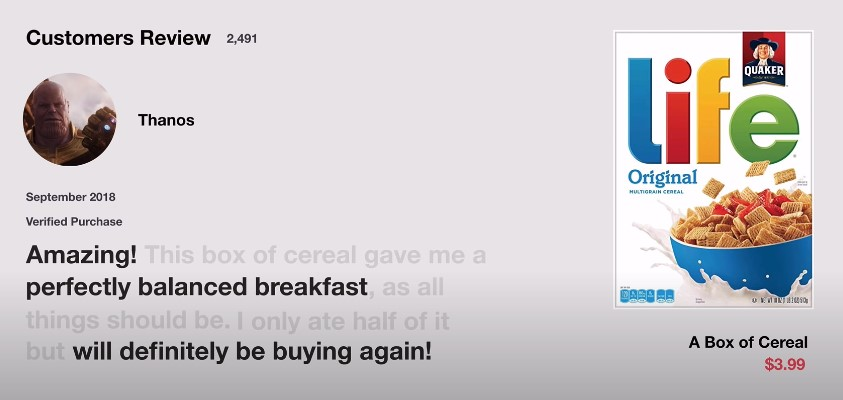 Customers Review 2,491
Thanos
September 2018
Verified Purchase
Amazing! This box of cereal gave me a
perfectly balanced breakfast, as all
things should be. I only ate half of it
but will definitely be buying again!
QUAKER
life
Original
MULTIGRAIN CEREAL
A Box of Cereal
$3.99